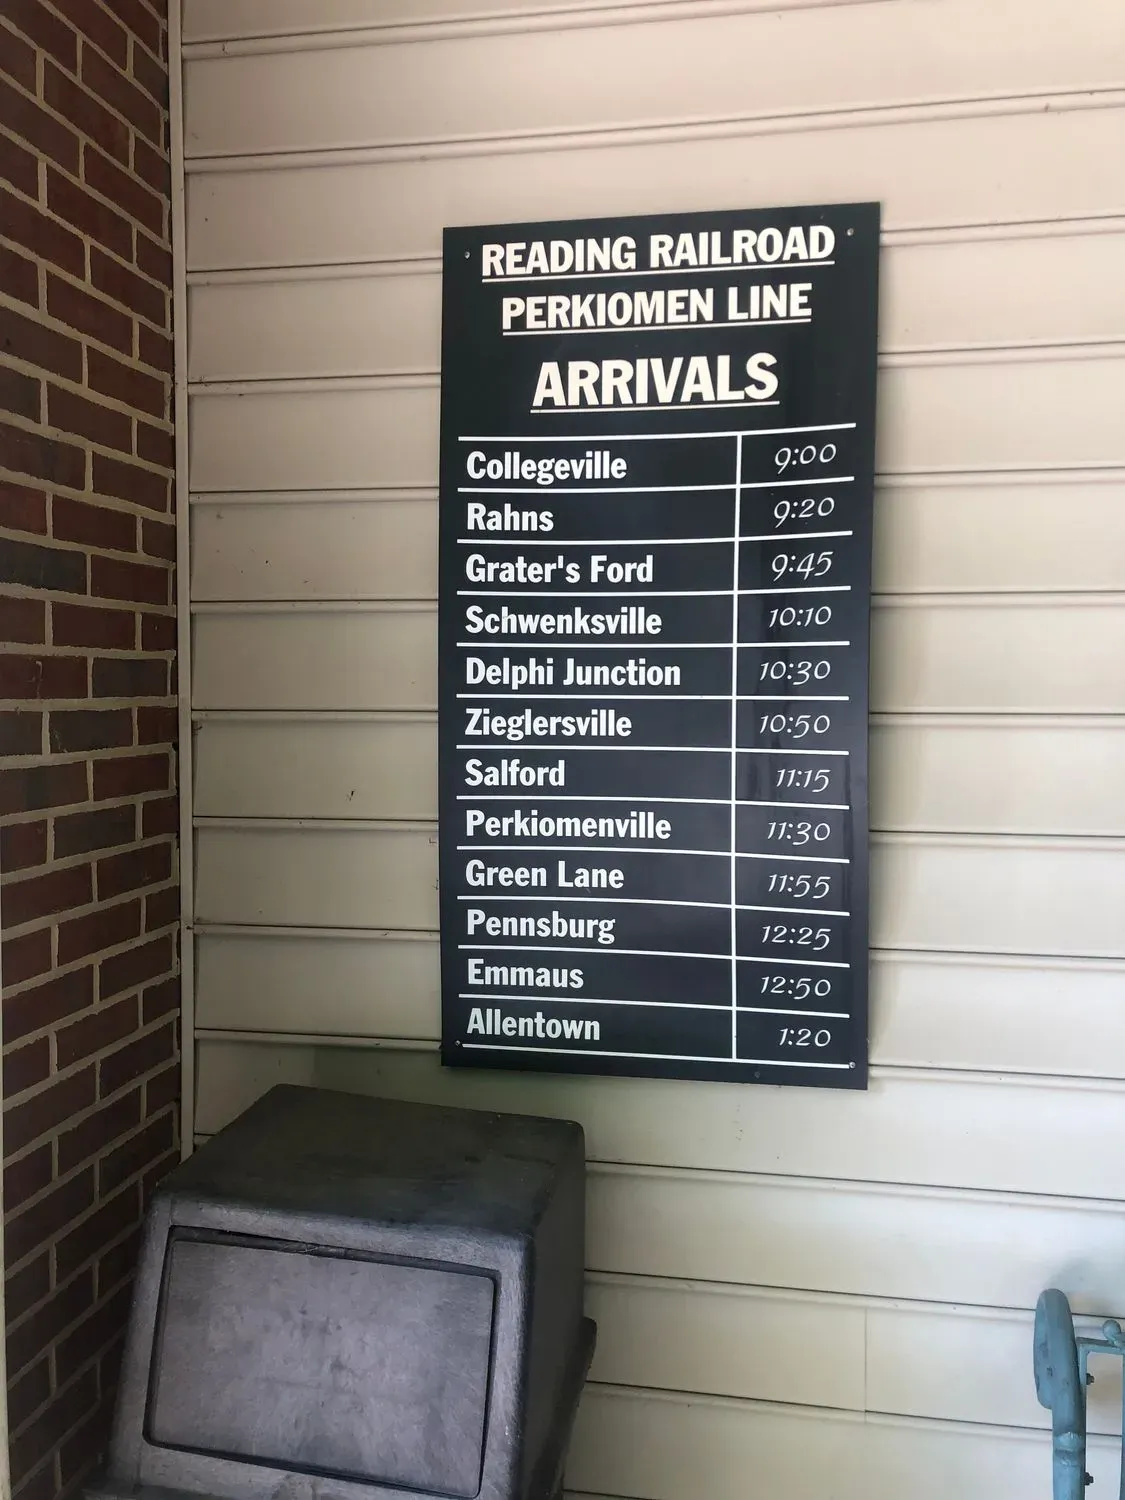 READING RAILROAD
PERKIOMEN LINE
ARRIVALS
Collegeville 9:00
Rahns 9:20
Grater's Ford 9:45
Schwenksville 10:10
Delphi Junction 10:30
Zieglersville 10:50
Salford 11:15
Perkiomenville 11:30
Green Lane 11:55
Pennsburg 12:25
Emmaus 12:50
Allentown 1:20